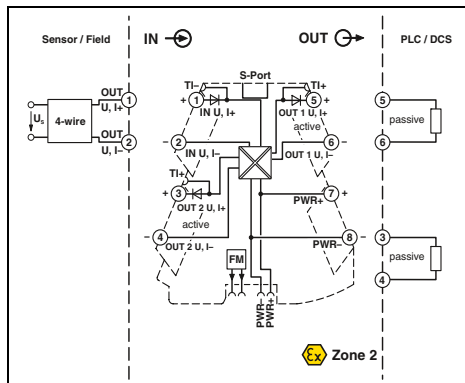 Sensor / Field
IN
OUT
PLC / DCS
S-Port
TI–
TI+
OUT
U, I+
1
+
1
IN U, I+
OUT 1 U, I+
5
+
5
active
Us
4-wire
passive
OUT
U, I–
2
–
2
IN U, I–
OUT 1 U, I–
6
–
6
TI+
+
3
OUT 2 U, I+
active
PWR+
7
+
–
4
OUT 2 U, I–
PWR–
8
–
3
passive
4
FM
PWR–
PWR+
Ex
Zone 2